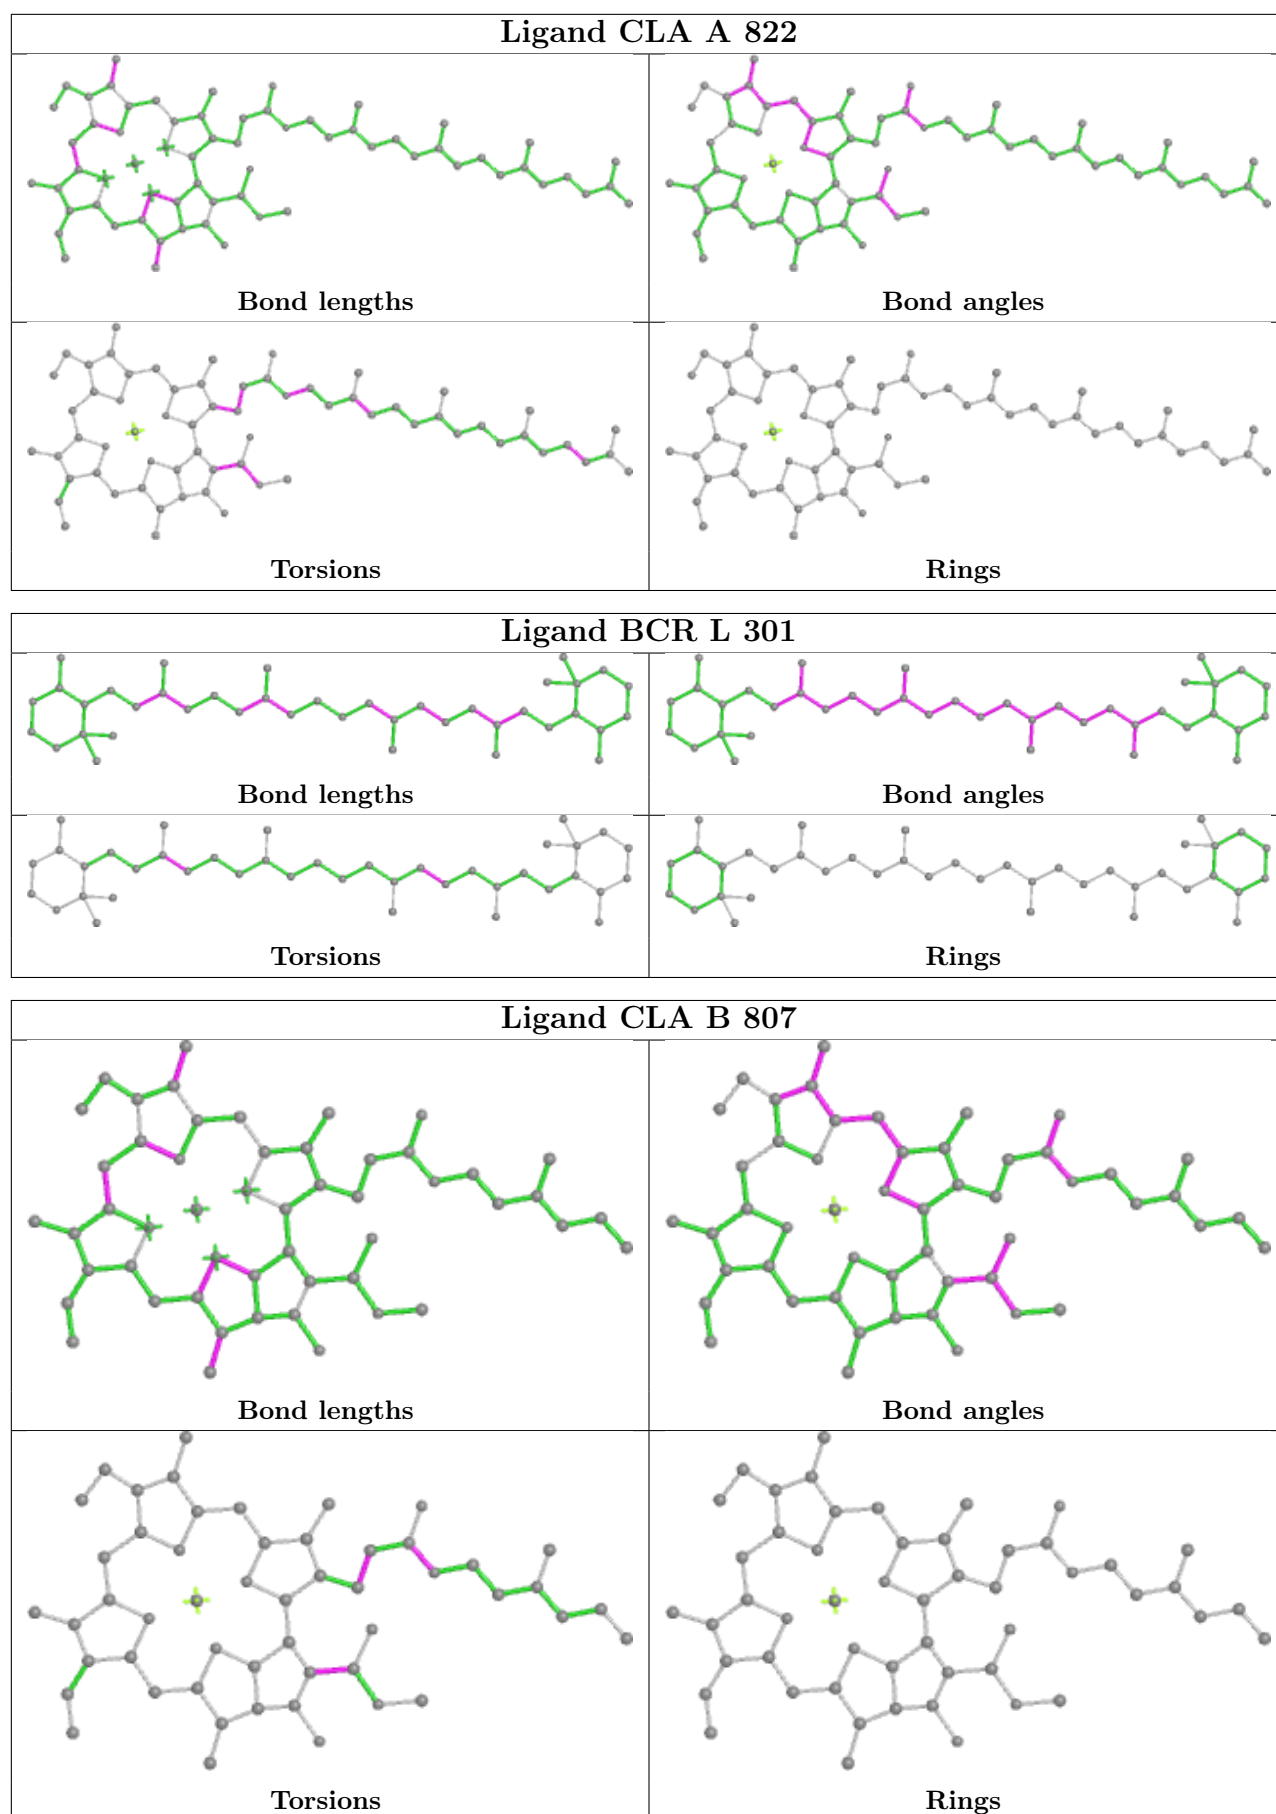 Ligand CLA A 822
Bond lengths
Bond angles
Torsions
Rings
Ligand BCR L 301
Bond lengths
Bond angles
Torsions
Rings
Ligand CLA B 807
Bond lengths
Bond angles
Torsions
Rings